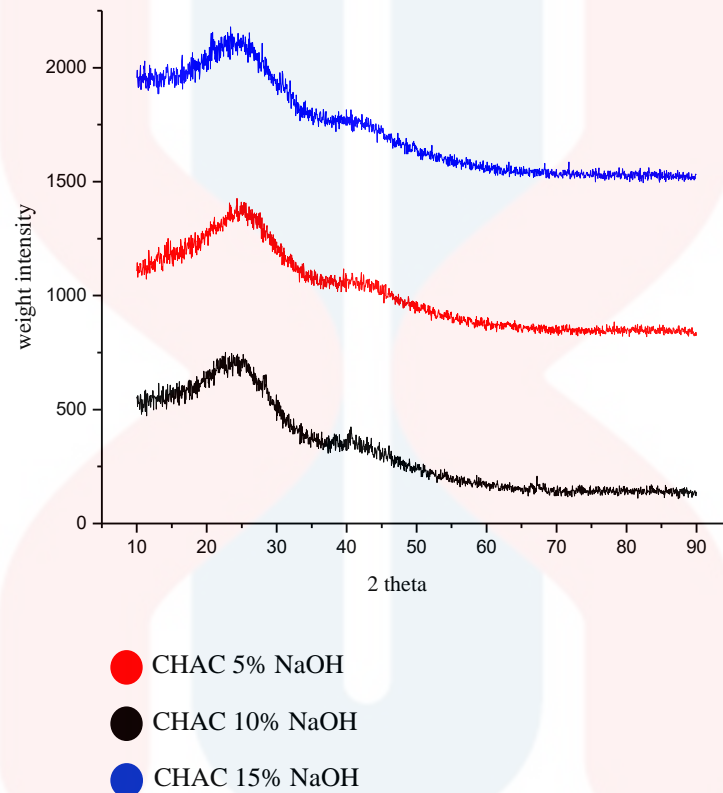 2000
1500
1000
500
0
weight intensity
10 20 30 40 50 60 70 80 90
2 theta
CHAC 5% NaOH
CHAC 10% NaOH
CHAC 15% NaOH